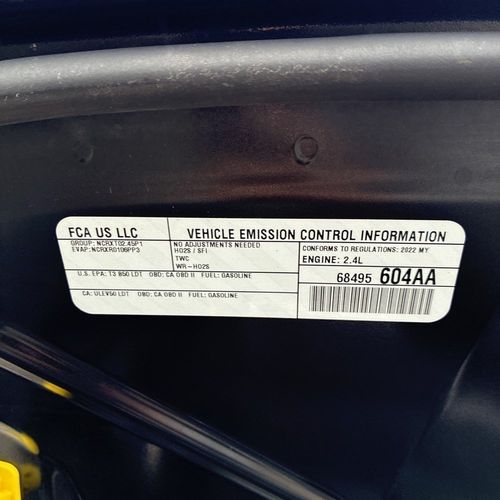 FCA US LLC
GROUP: NCRXT02.45P1
EVAP: NCRXR0106PP3
VEHICLE EMISSION CONTROL INFORMATION
NO ADJUSTMENTS NEEDED
HO2S / SFI
TWC
WR-HO2S
CONFORMS TO REGULATIONS: 2022 MY
ENGINE: 2.4L
U.S. EPA: T3 B50 LDT OBD: CA OBD II FUEL: GASOLINE
CA: ULEV50 LDT OBD: CA OBD II FUEL: GASOLINE
68495 604AA